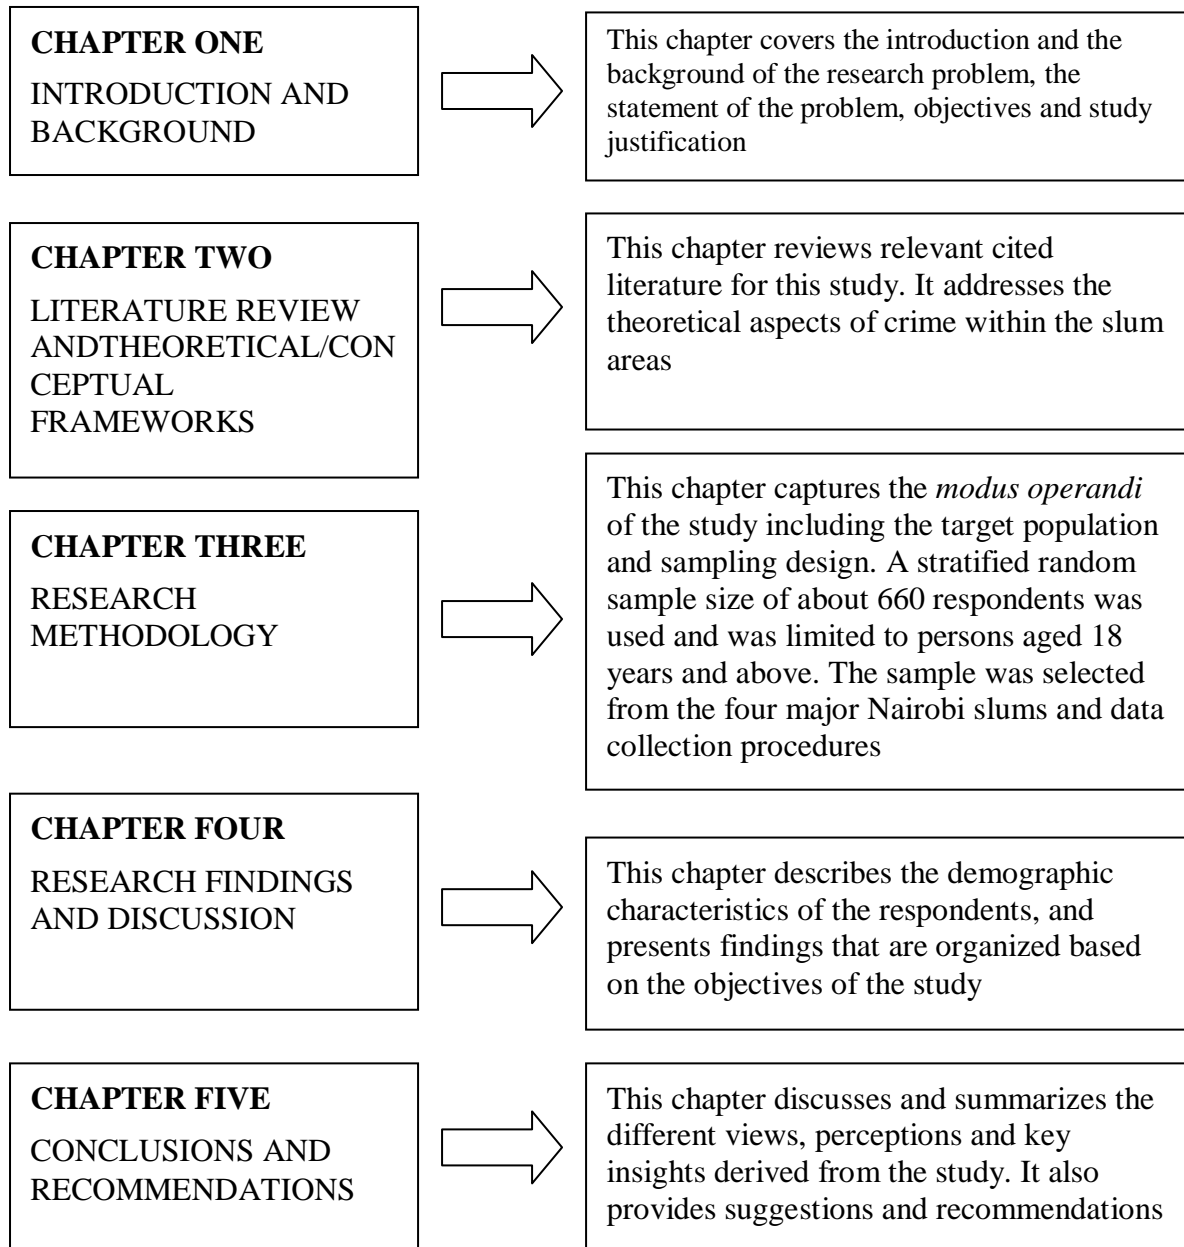 CHAPTER ONE
INTRODUCTION AND
BACKGROUND
This chapter covers the introduction and the
background of the research problem, the
statement of the problem, objectives and study
justification
CHAPTER TWO
LITERATURE REVIEW
ANDTHEORETICAL/CON
CEPTUAL
FRAMEWORKS
This chapter reviews relevant cited
literature for this study. It addresses the
theoretical aspects of crime within the slum
areas
CHAPTER THREE
RESEARCH
METHODOLOGY
This chapter captures the modus operandi
of the study including the target population
and sampling design. A stratified random
sample size of about 660 respondents was
used and was limited to persons aged 18
years and above. The sample was selected
from the four major Nairobi slums and data
collection procedures
CHAPTER FOUR
RESEARCH FINDINGS
AND DISCUSSION
This chapter describes the demographic
characteristics of the respondents, and
presents findings that are organized based
on the objectives of the study
CHAPTER FIVE
CONCLUSIONS AND
RECOMMENDATIONS
This chapter discusses and summarizes the
different views, perceptions and key
insights derived from the study. It also
provides suggestions and recommendations